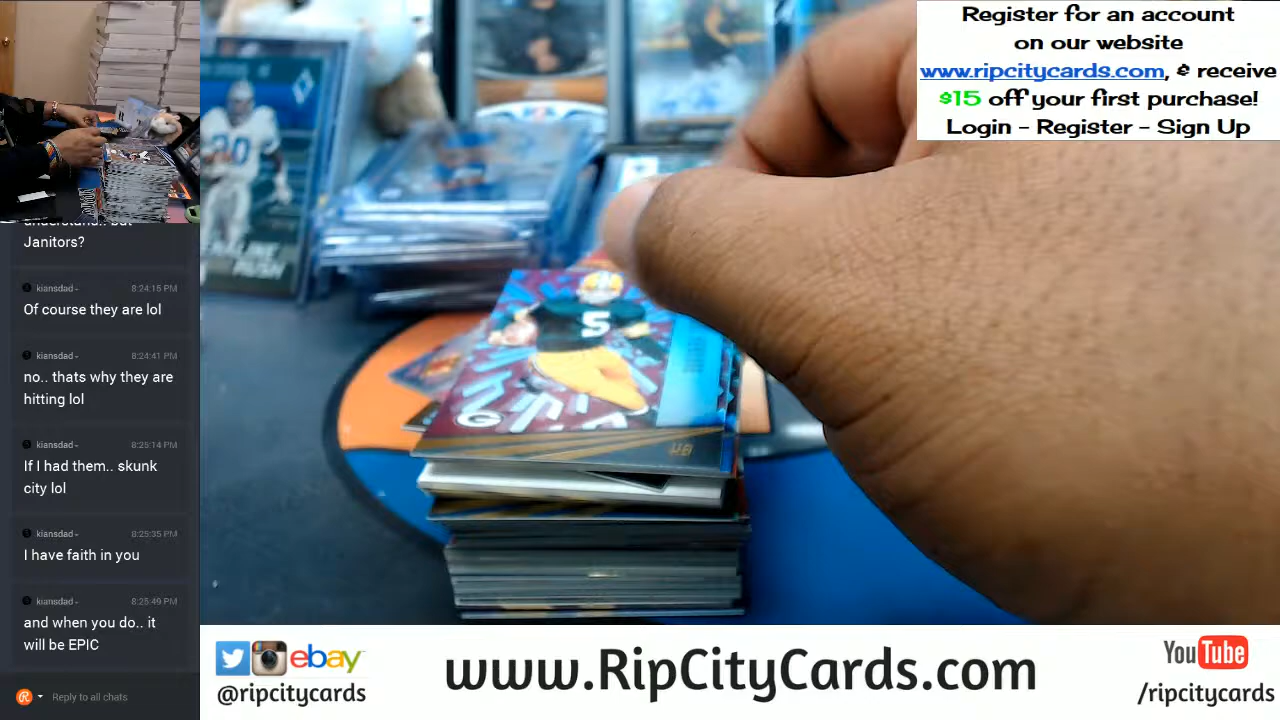 Register for an account
on our website
www.ripcitycards.com, & receive
$15 off your first purchase!
Login - Register - Sign Up
Janitors?
kiansdad
8:24:15 PM
Of course they are lol
kiansdad
8:24:41 PM
no.. thats why they are
hitting lol
kiansdad
8:25:14 PM
If I had them.. skunk
city lol
kiansdad
8:25:35 PM
I have faith in you
kiansdad
8:25:49 PM
and when you do.. it
will be EPIC
Reply to all chats
20
5
G
HB
ebay
@ripcitycards
www.RipCityCards.com
YouTube
/ripcitycards